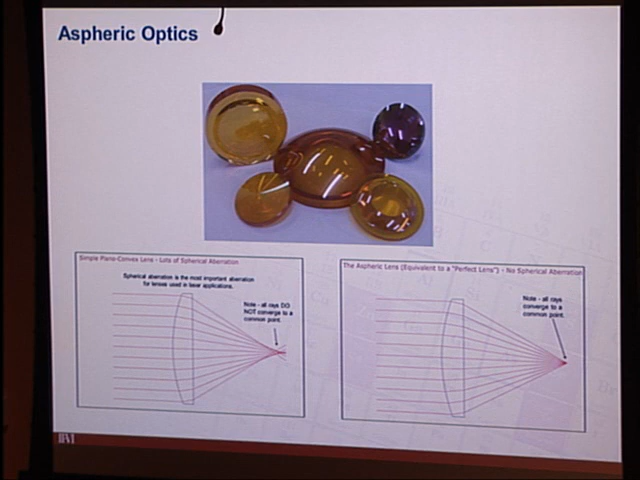 Aspheric Optics
Simple Plano-Convex Lens - Lots of Spherical Aberration
Spherical aberration is the most important aberration
for lenses used in laser applications.
Note - all rays DO
NOT converge to a
common point.
The Aspheric Lens (Equivalent to a "Perfect Lens") - No Spherical Aberration
Note - all rays
converge to a
common point.
II-VI